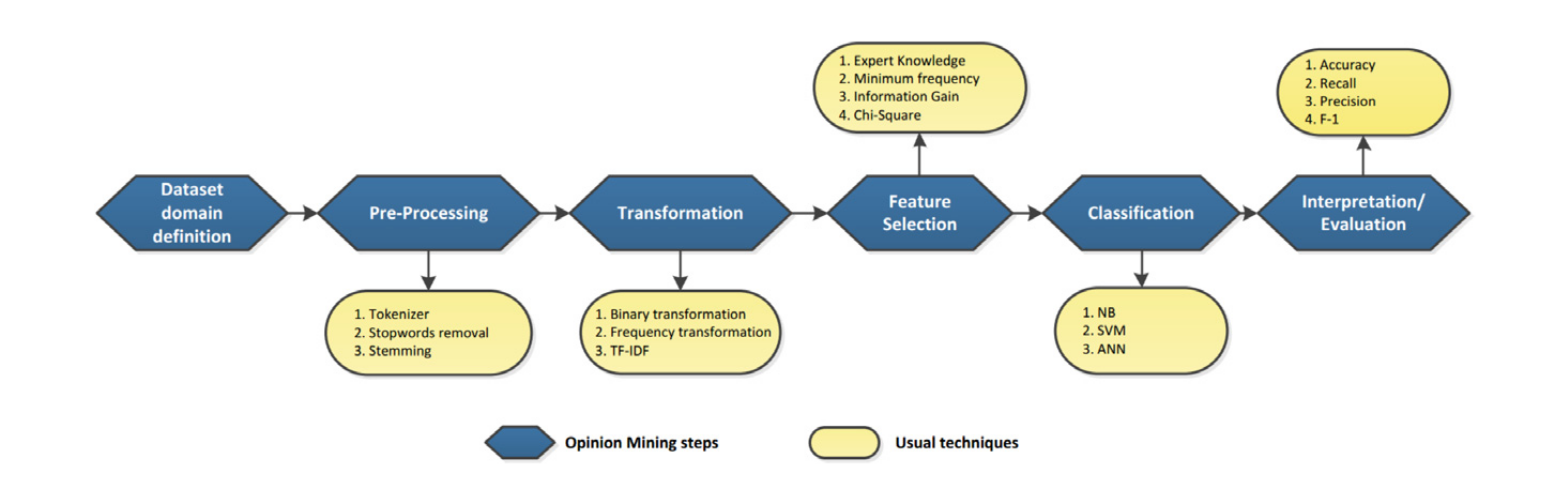 1. Expert Knowledge
2. Minimum frequency
3. Information Gain
4. Chi-Square
1. Accuracy
2. Recall
3. Precision
4. F-1
Dataset
domain
definition
Pre-Processing
Transformation
Feature
Selection
Classification
Interpretation/
Evaluation
1. Tokenizer
2. Stopwords removal
3. Stemming
1. Binary transformation
2. Frequency transformation
3. TF-IDF
1. NB
2. SVM
3. ANN
Opinion Mining steps
Usual techniques